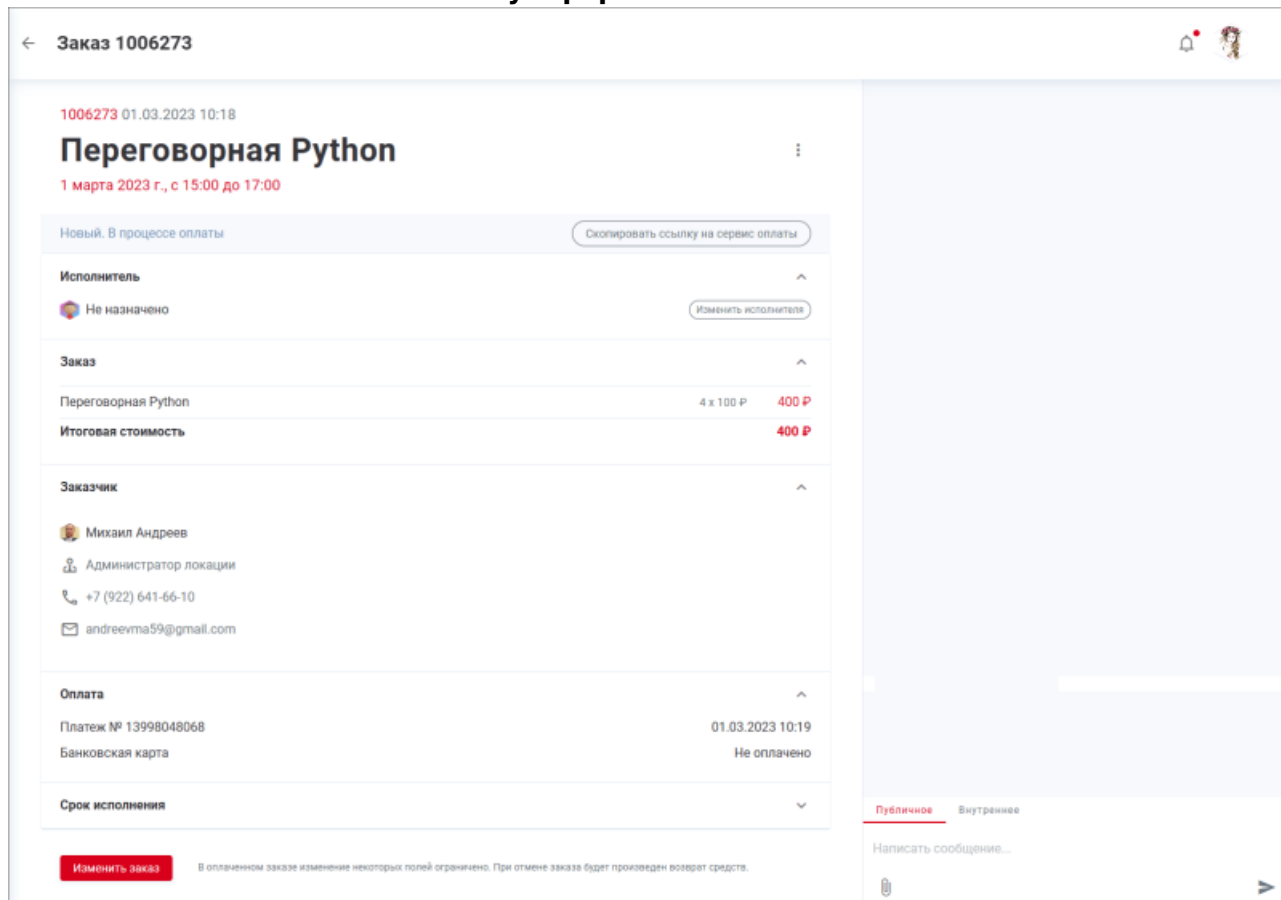 Заказ 1006273
1006273 01.03.2023 10:18
Переговорная Python
1 марта 2023 г., с 15:00 до 17:00
Новый. В процессе оплаты
Скопировать ссылку на сервис оплаты
Исполнитель
Не назначено
Изменить исполнителя
Заказ
Переговорная Python 4 x 100 ₽ 400 ₽
Итоговая стоимость 400 ₽
Заказчик
Михаил Андреев
Администратор локации
+7 (922) 641-66-10
andreevma59@gmail.com
Оплата
Платеж № 13998048068 01.03.2023 10:19
Банковская карта Не оплачено
Срок исполнения
Изменить заказ
В оплаченном заказе изменение некоторых полей ограничено. При отмене заказа будет произведен возврат средств.
Публичное Внутреннее
Написать сообщение...